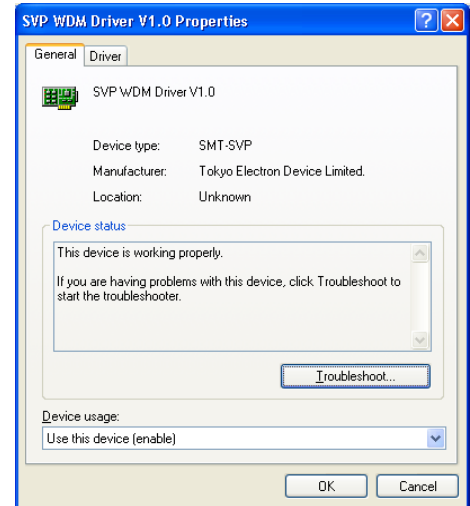 SVP WDM Driver V1.0 Properties
General Driver
SVP WDM Driver V1.0
Device type: SMT-SVP
Manufacturer: Tokyo Electron Device Limited.
Location: Unknown
Device status
This device is working properly.
If you are having problems with this device, click Troubleshoot to
start the troubleshooter.
Troubleshoot...
Device usage:
Use this device (enable)
OK Cancel